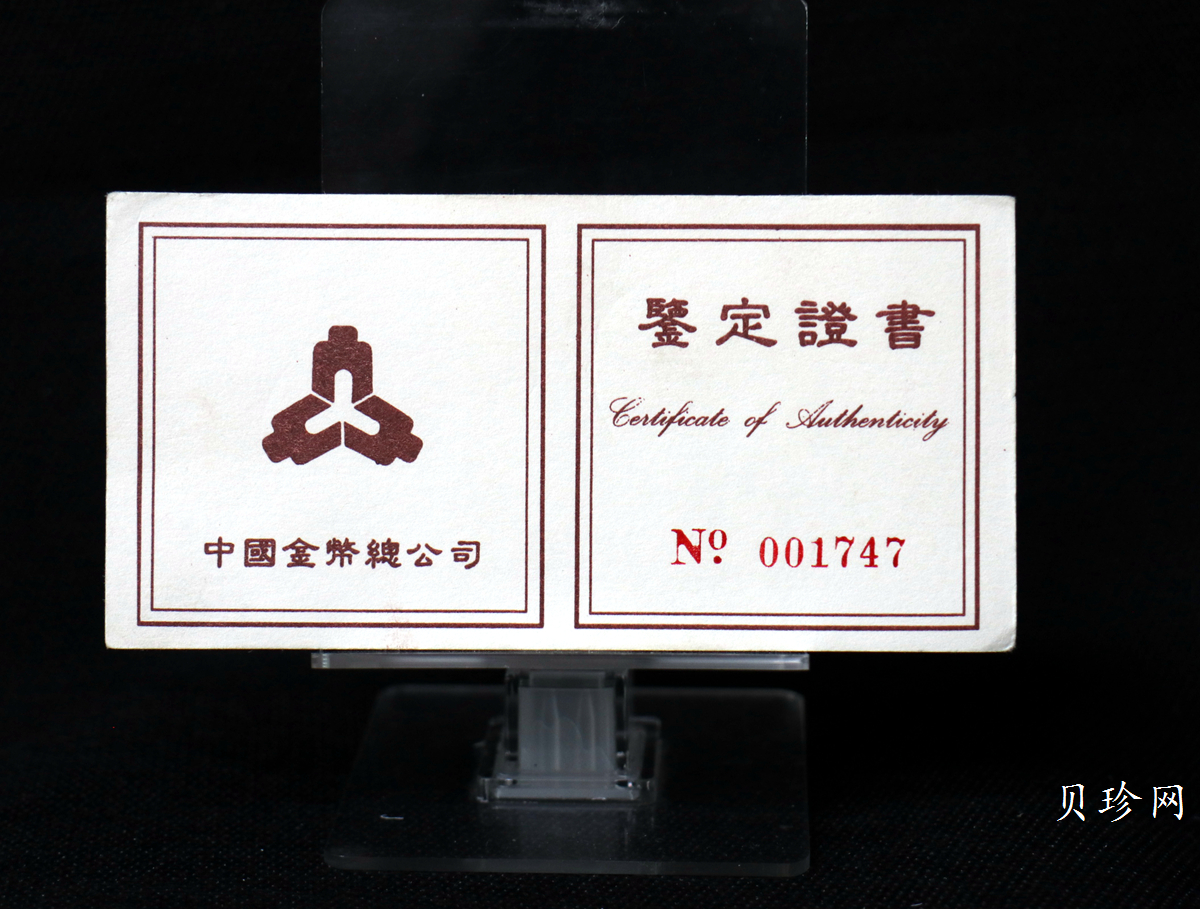 中國金幣總公司
鑒定證書
Certificate of Authenticity
Nº 001747
贝珍网